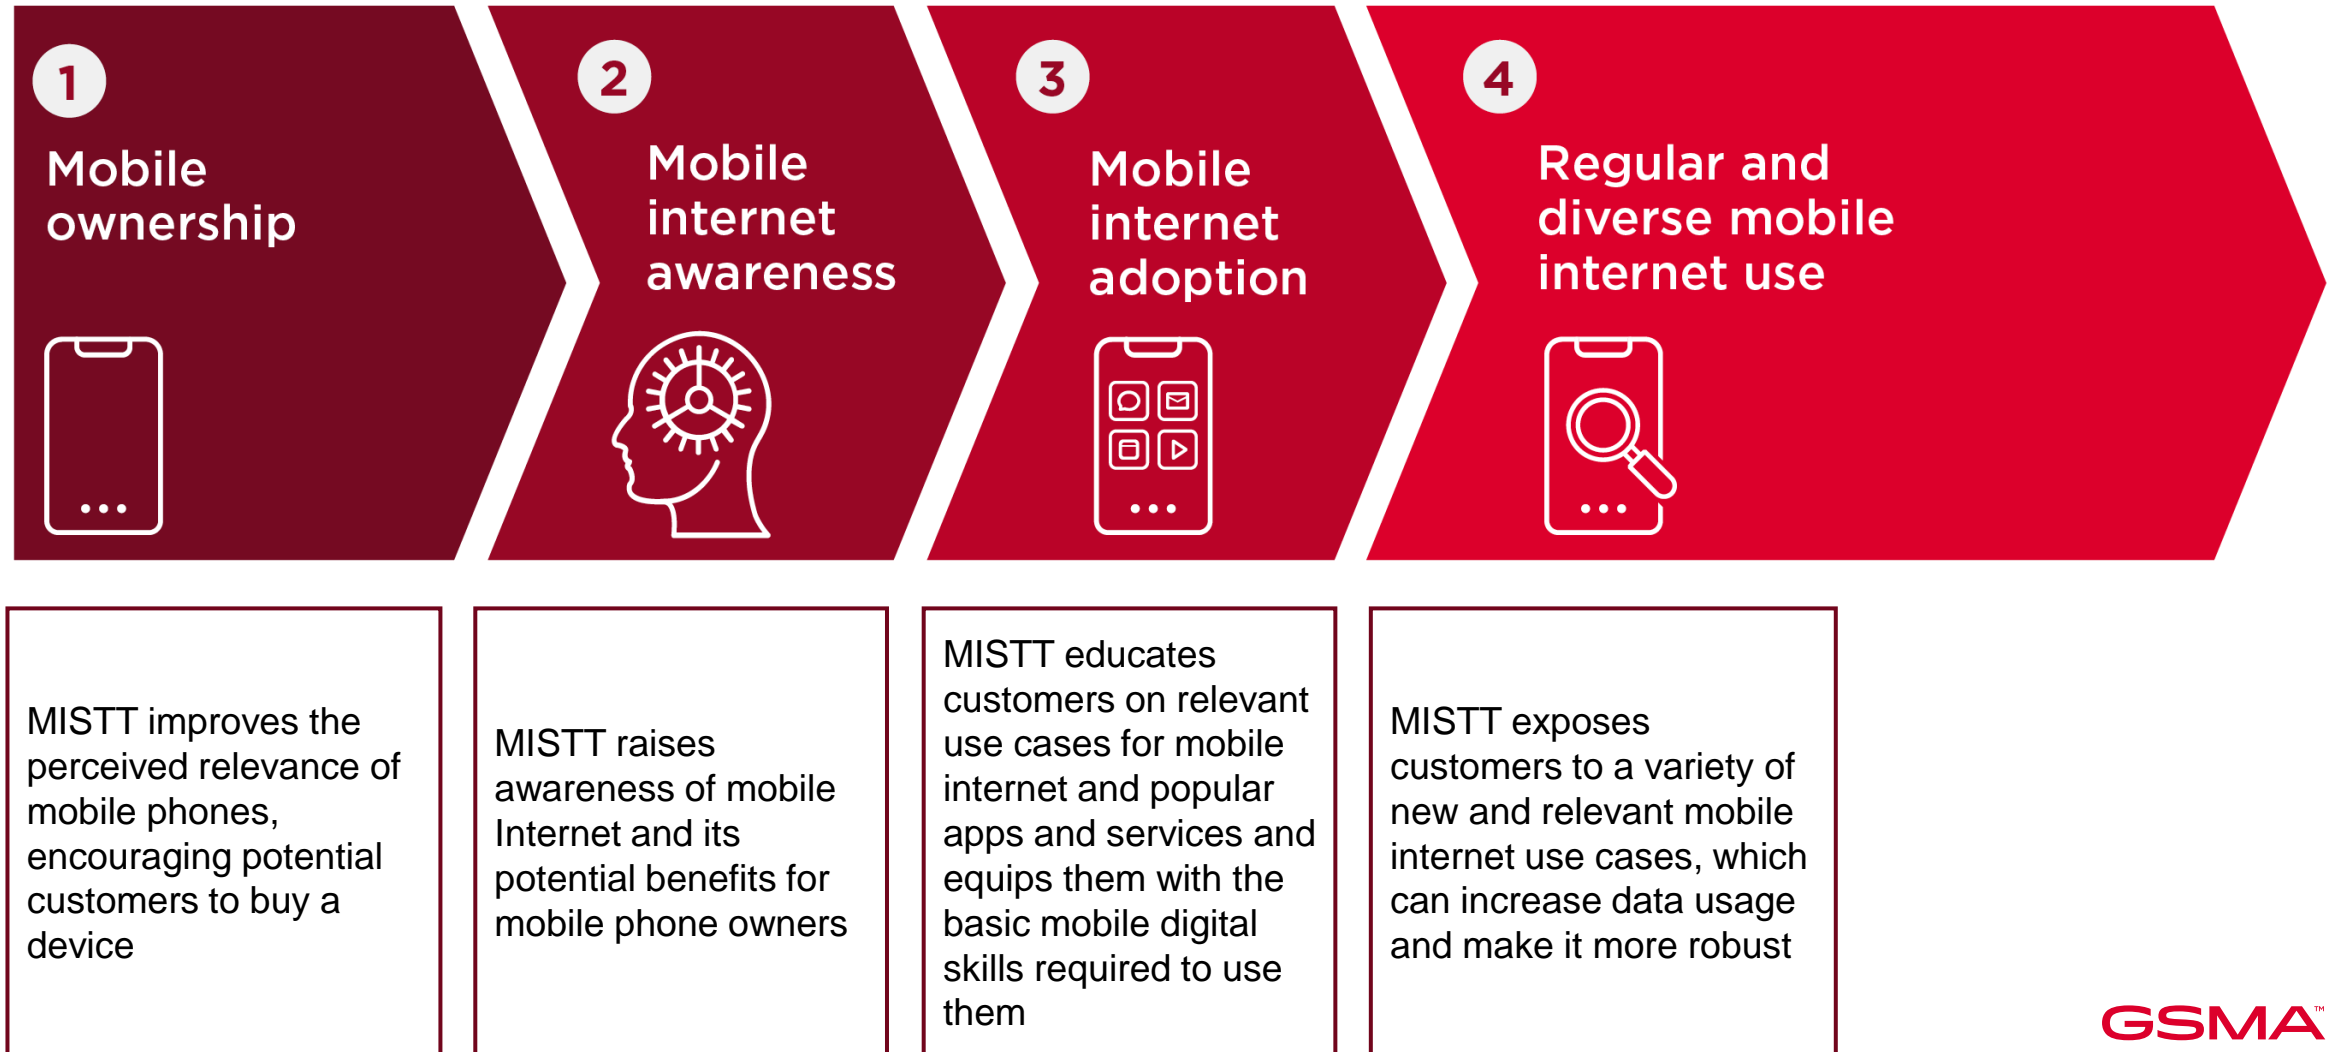 1
Mobile
ownership
2
Mobile
internet
awareness
3
Mobile
internet
adoption
4
Regular and
diverse mobile
internet use
MISTT improves the
perceived relevance of
mobile phones,
encouraging potential
customers to buy a
device
MISTT raises
awareness of mobile
Internet and its
potential benefits for
mobile phone owners
MISTT educates
customers on relevant
use cases for mobile
internet and popular
apps and services and
equips them with the
basic mobile digital
skills required to use
them
MISTT exposes
customers to a variety of
new and relevant mobile
internet use cases, which
can increase data usage
and make it more robust
GSMA™